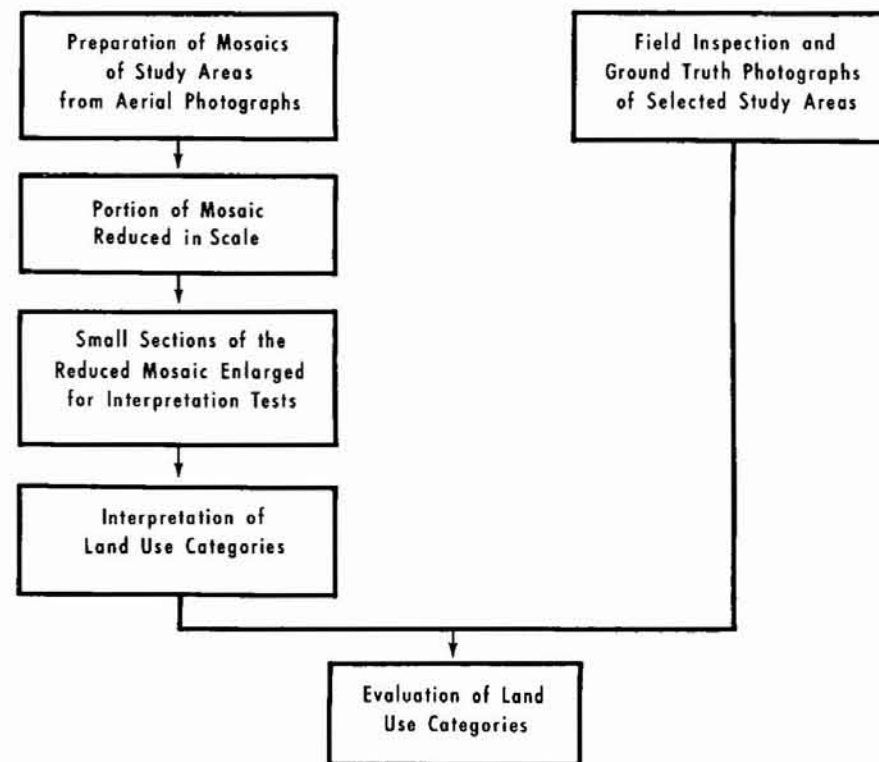 Preparation of Mosaics
of Study Areas
from Aerial Photographs
Field Inspection and
Ground Truth Photographs
of Selected Study Areas
Portion of Mosaic
Reduced in Scale
Small Sections of the
Reduced Mosaic Enlarged
for Interpretation Tests
Interpretation of
Land Use Categories
Evaluation of Land
Use Categories